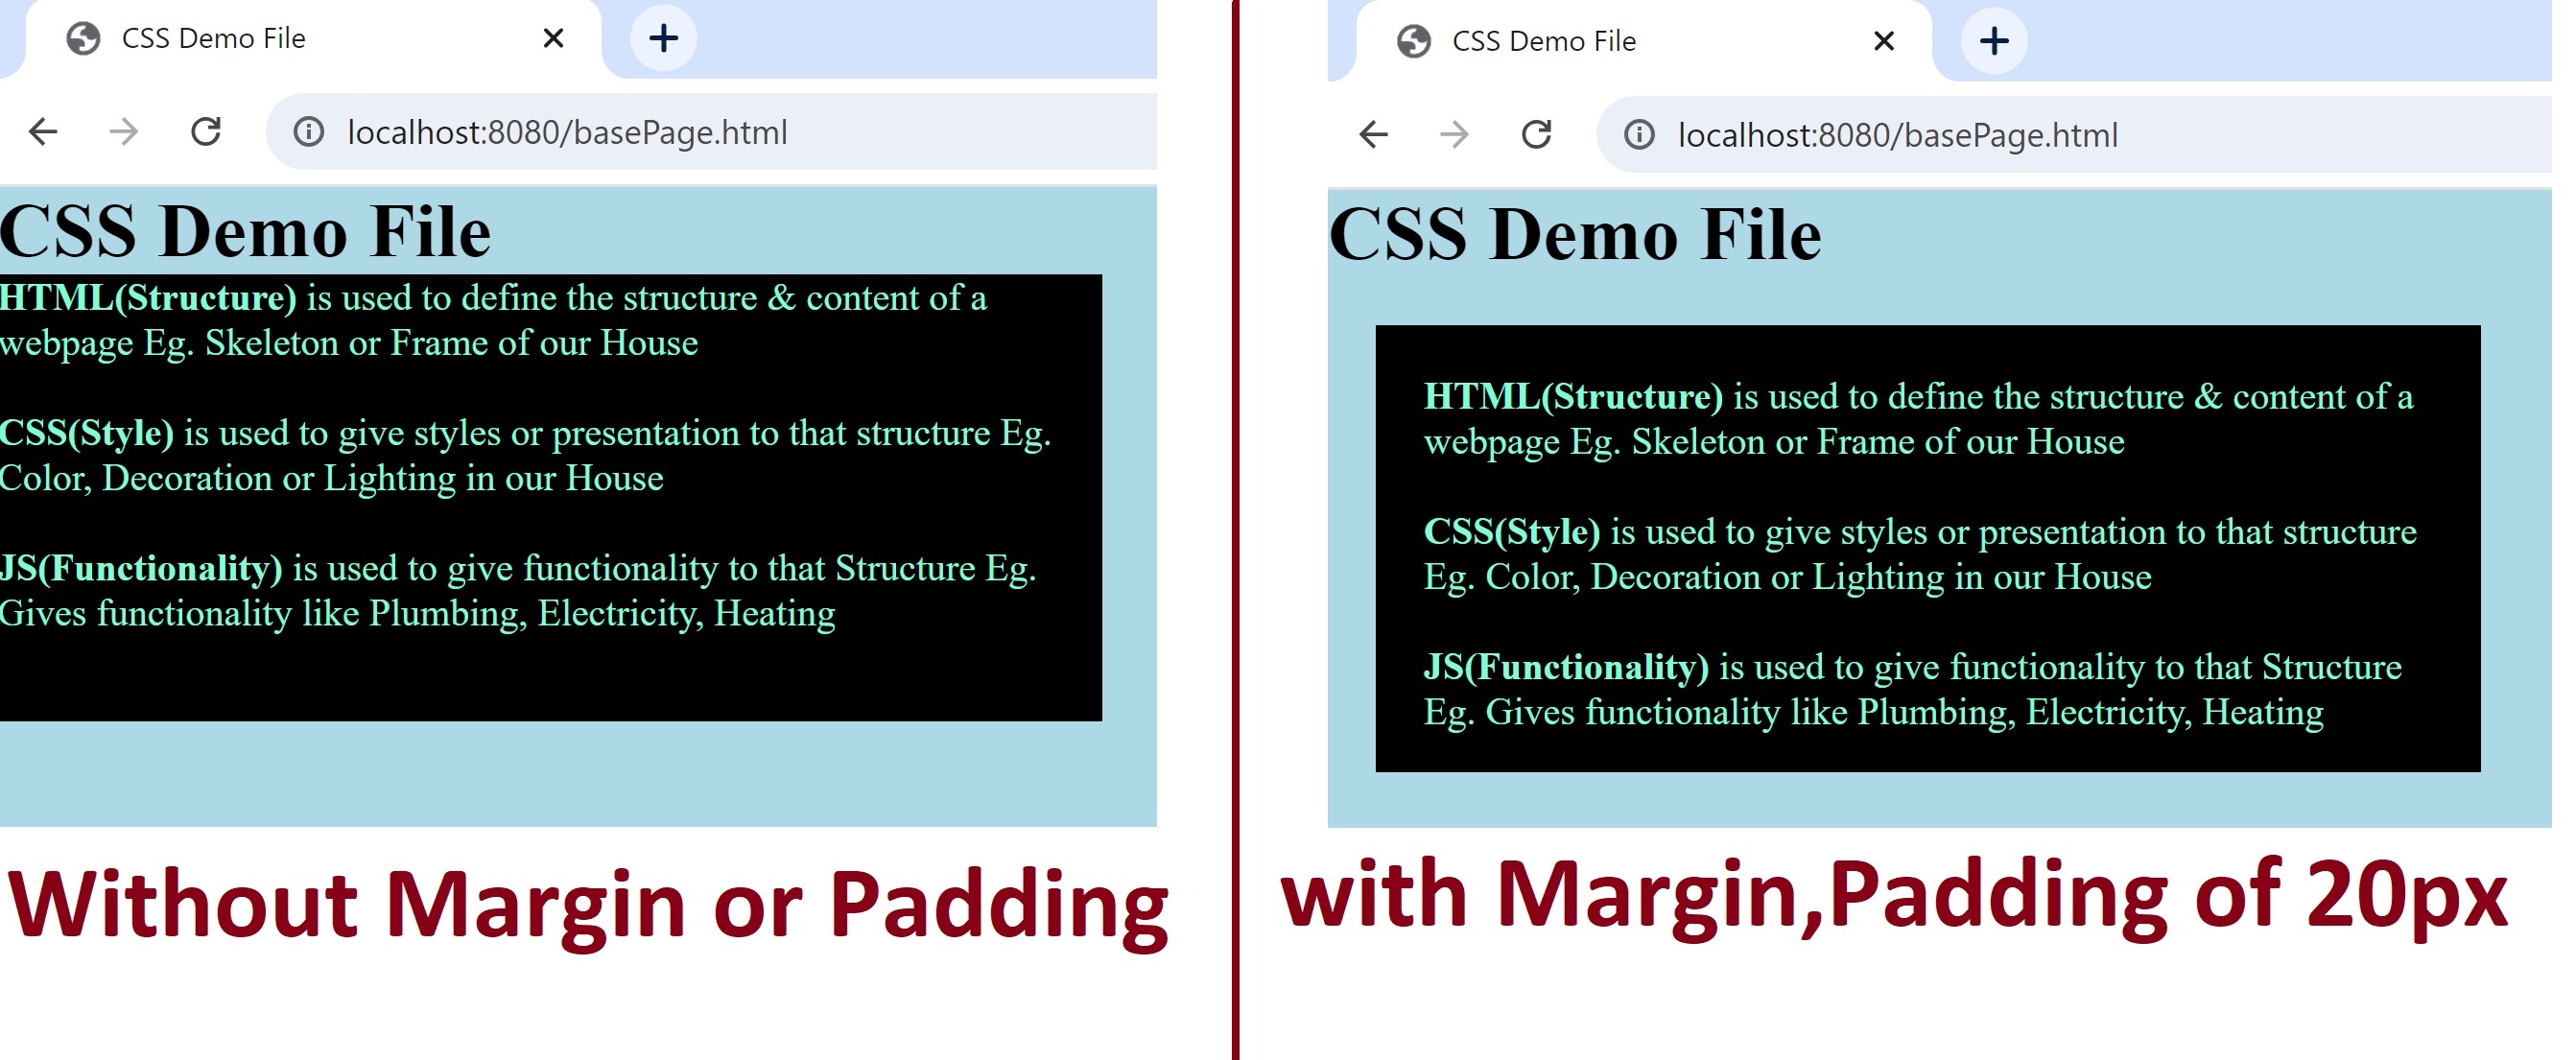 CSS Demo File
localhost:8080/basePage.html
CSS Demo File
HTML(Structure) is used to define the structure & content of a
webpage Eg. Skeleton or Frame of our House
CSS(Style) is used to give styles or presentation to that structure Eg.
Color, Decoration or Lighting in our House
JS(Functionality) is used to give functionality to that Structure Eg.
Gives functionality like Plumbing, Electricity, Heating
Without Margin or Padding
CSS Demo File
localhost:8080/basePage.html
CSS Demo File
HTML(Structure) is used to define the structure & content of a
webpage Eg. Skeleton or Frame of our House
CSS(Style) is used to give styles or presentation to that structure
Eg. Color, Decoration or Lighting in our House
JS(Functionality) is used to give functionality to that Structure
Eg. Gives functionality like Plumbing, Electricity, Heating
with Margin,Padding of 20px